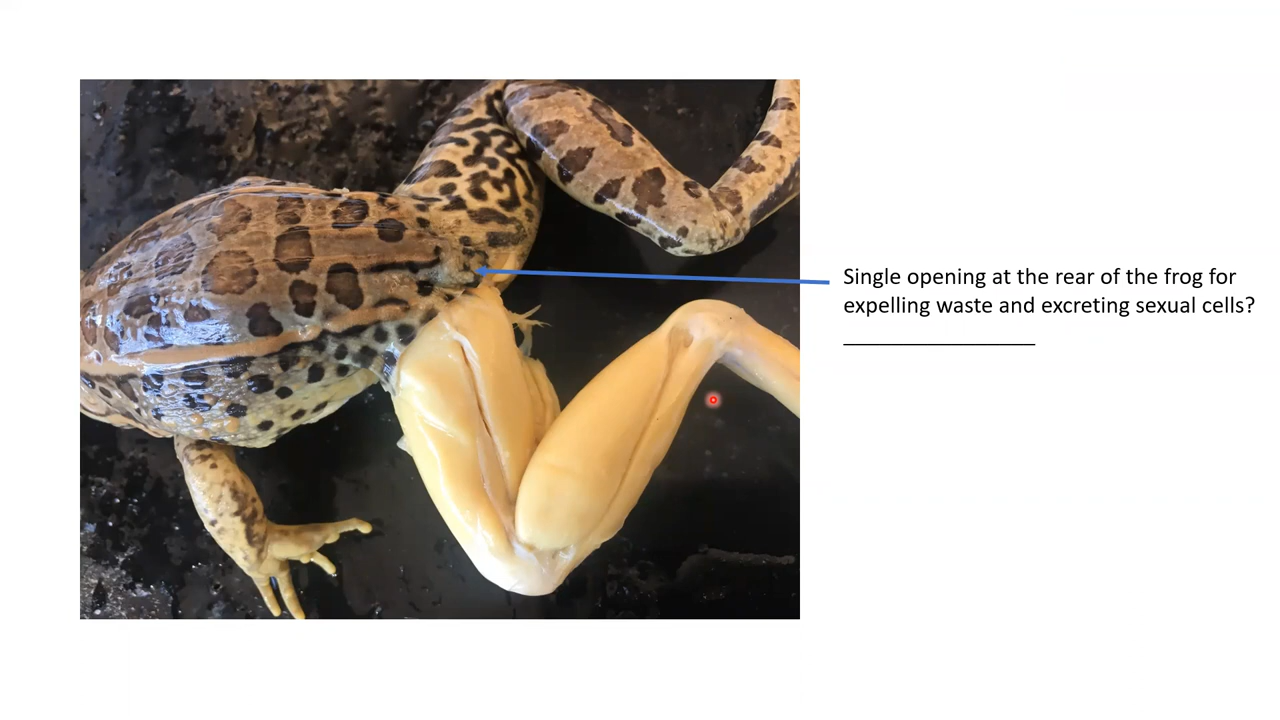 Single opening at the rear of the frog for
expelling waste and excreting sexual cells?